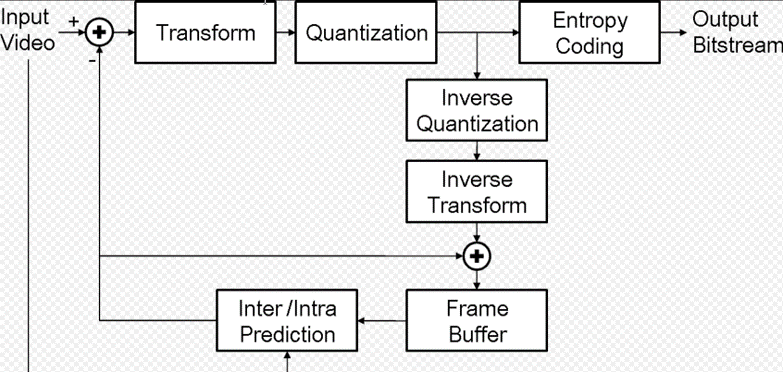 Input
Video
+
-
Transform
Quantization
Entropy
Coding
Output
Bitstream
Inverse
Quantization
Inverse
Transform
Inter/Intra
Prediction
Frame
Buffer